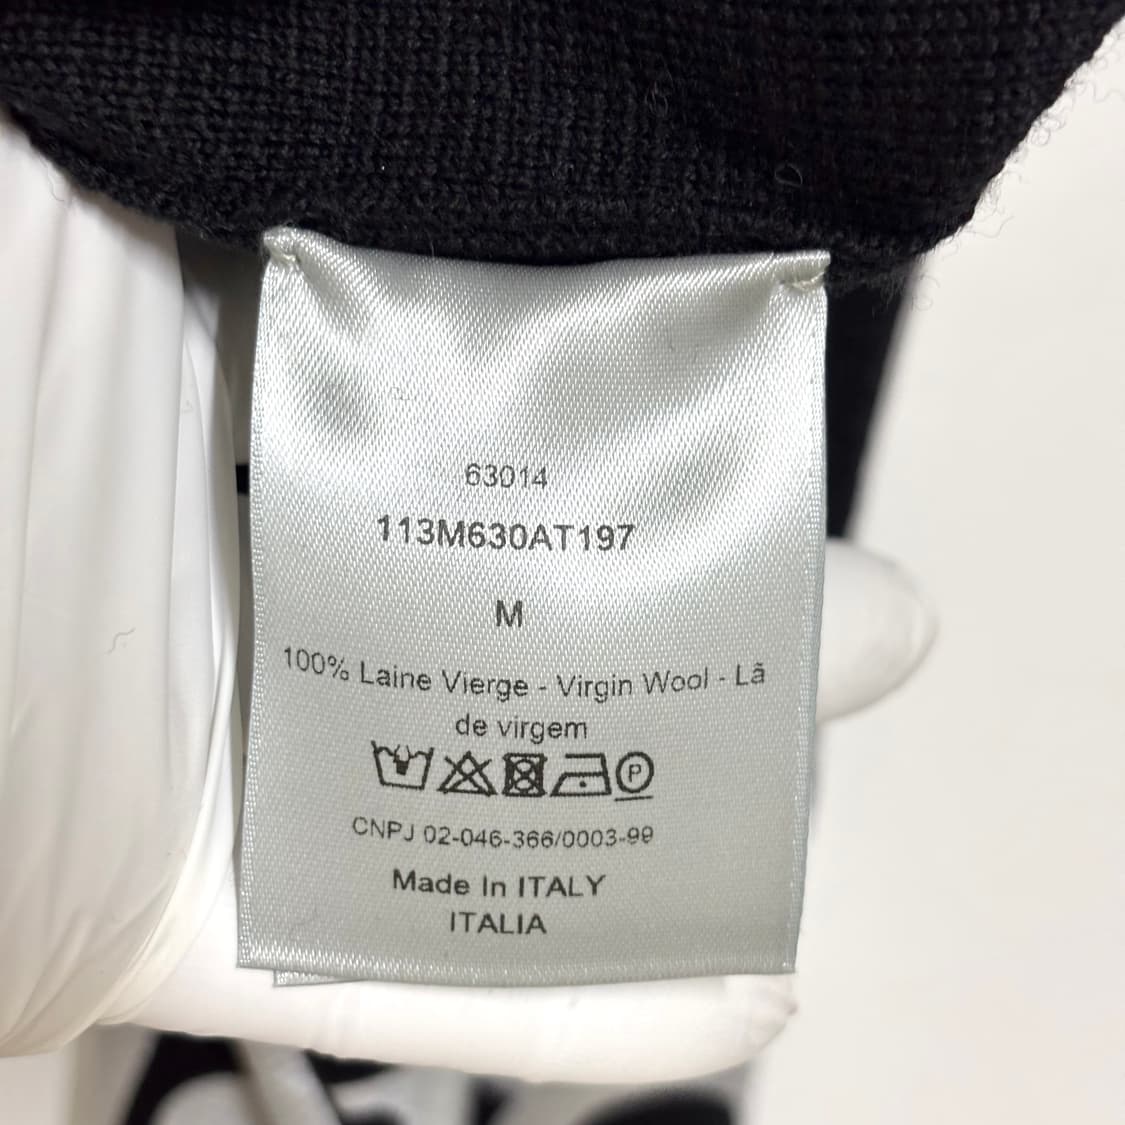 63014
113M630AT197
M
100% Laine Vierge - Virgin Wool - Lã
de virgem
P
CNPJ 02-046-366/0003-99
Made In ITALY
ITALIA